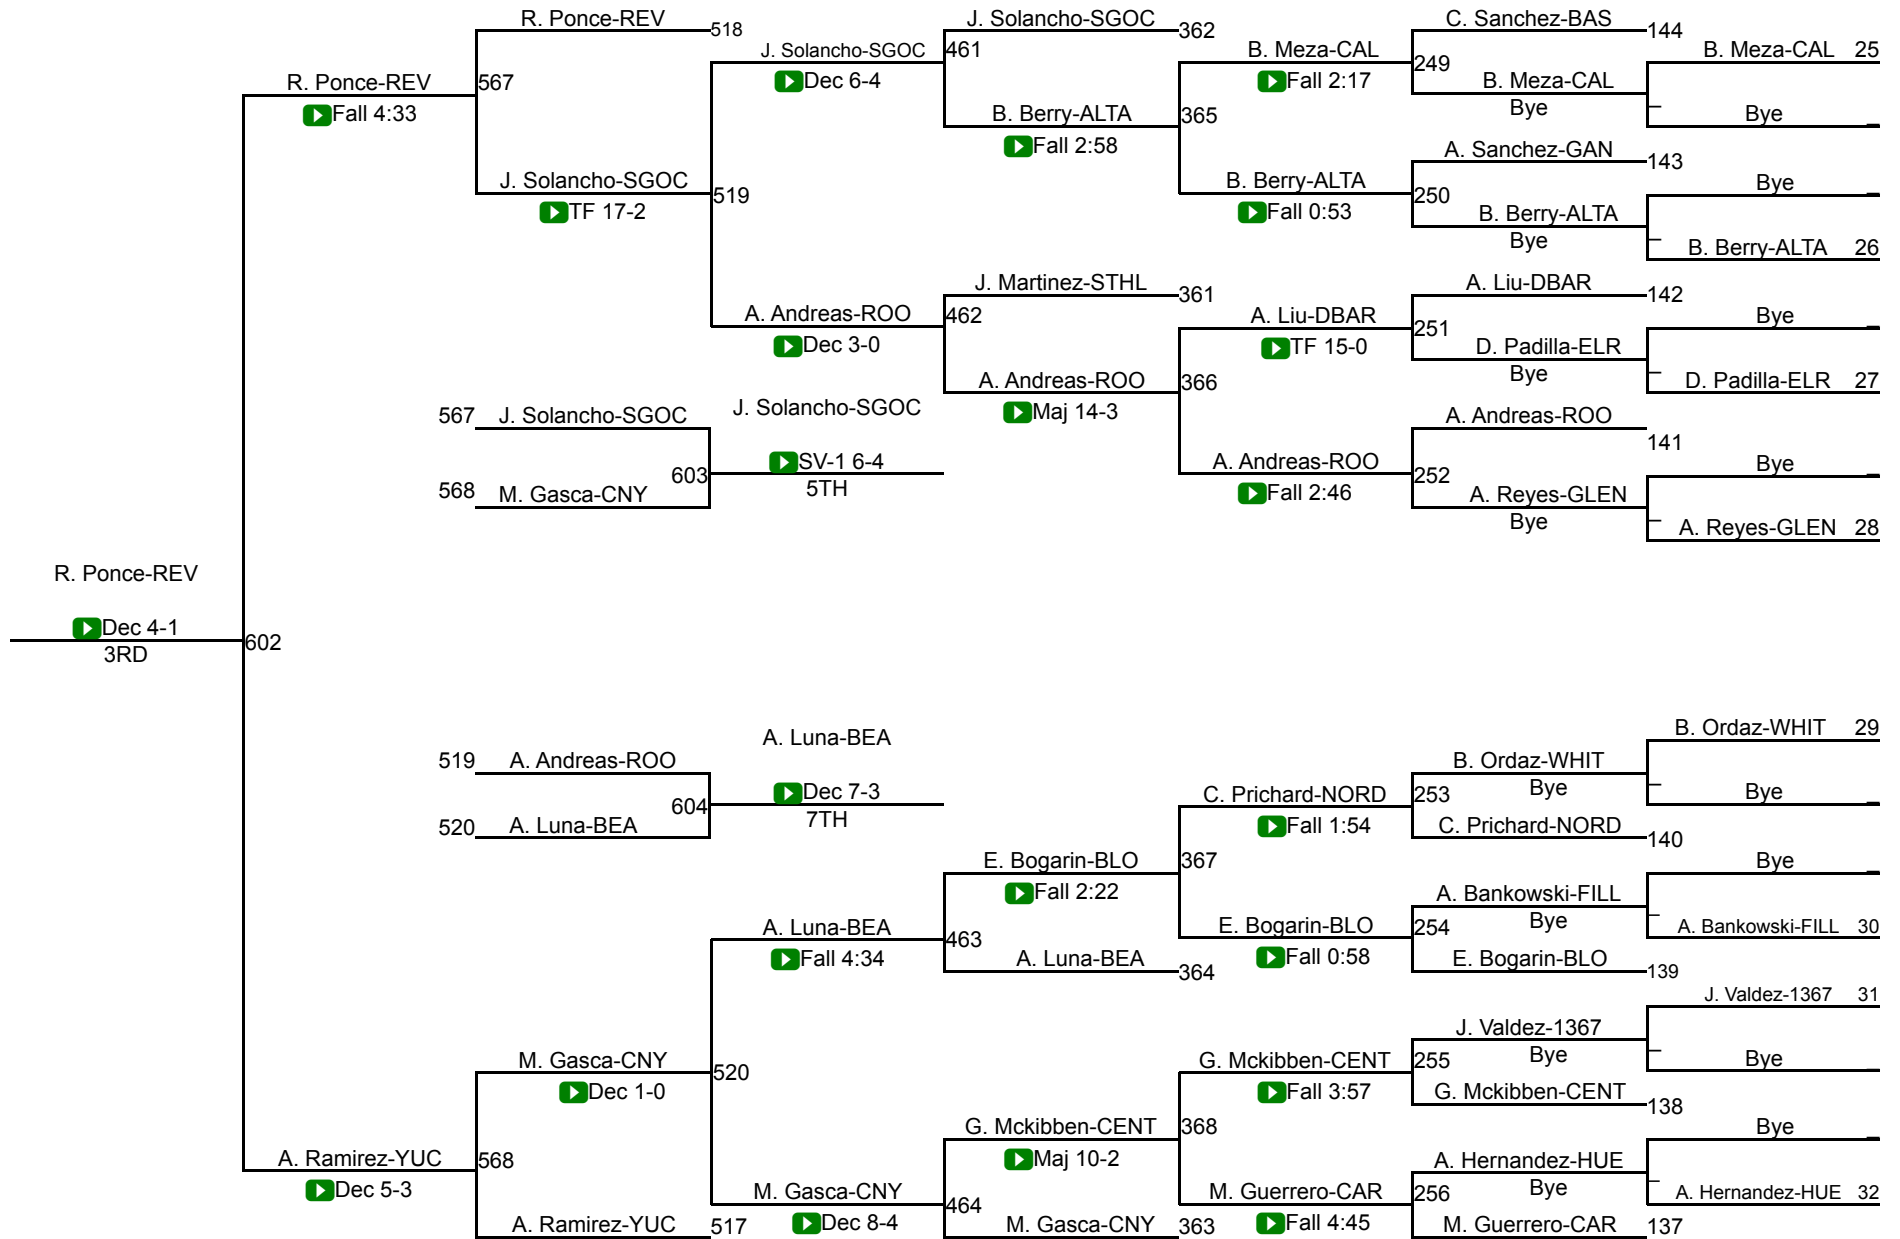 R. Ponce-REV
518
J. Solancho-SGOC
362
C. Sanchez-BAS
144
R. Ponce-REV
Fall 4:33
567
J. Solancho-SGOC
Dec 6-4
461
B. Meza-CAL
Fall 2:17
249
B. Meza-CAL
Bye
B. Meza-CAL 25
Bye
B. Berry-ALTA
Fall 2:58
365
A. Sanchez-GAN
143
J. Solancho-SGOC
TF 17-2
519
B. Berry-ALTA
Fall 0:53
250
B. Berry-ALTA
Bye
Bye
B. Berry-ALTA 26
J. Martinez-STHL
361
A. Liu-DBAR
142
A. Andreas-ROO
Dec 3-0
462
A. Liu-DBAR
TF 15-0
251
D. Padilla-ELR
Bye
Bye
D. Padilla-ELR 27
A. Andreas-ROO
Maj 14-3
366
A. Andreas-ROO
141
567 J. Solancho-SGOC
J. Solancho-SGOC
603
SV-1 6-4
5TH
568 M. Gasca-CNY
A. Andreas-ROO
Fall 2:46
252
A. Reyes-GLEN
Bye
Bye
A. Reyes-GLEN 28
R. Ponce-REV
Dec 4-1
3RD
602
519 A. Andreas-ROO
A. Luna-BEA
604
Dec 7-3
7TH
520 A. Luna-BEA
B. Ordaz-WHIT 29
B. Ordaz-WHIT
Bye
Bye
C. Prichard-NORD
Fall 1:54
253
C. Prichard-NORD
140
E. Bogarin-BLO
Fall 2:22
367
Bye
A. Bankowski-FILL
Bye
A. Bankowski-FILL 30
A. Luna-BEA
Fall 4:34
463
E. Bogarin-BLO
Fall 0:58
254
E. Bogarin-BLO
139
A. Luna-BEA
364
J. Valdez-1367 31
J. Valdez-1367
Bye
Bye
M. Gasca-CNY
Dec 1-0
520
G. Mckibben-CENT
Fall 3:57
255
G. Mckibben-CENT
138
G. Mckibben-CENT
Maj 10-2
368
Bye
A. Ramirez-YUC
Dec 5-3
568
A. Hernandez-HUE
Bye
A. Hernandez-HUE 32
M. Gasca-CNY
Dec 8-4
464
M. Guerrero-CAR
Fall 4:45
256
A. Ramirez-YUC
517
M. Gasca-CNY
363
M. Guerrero-CAR
137